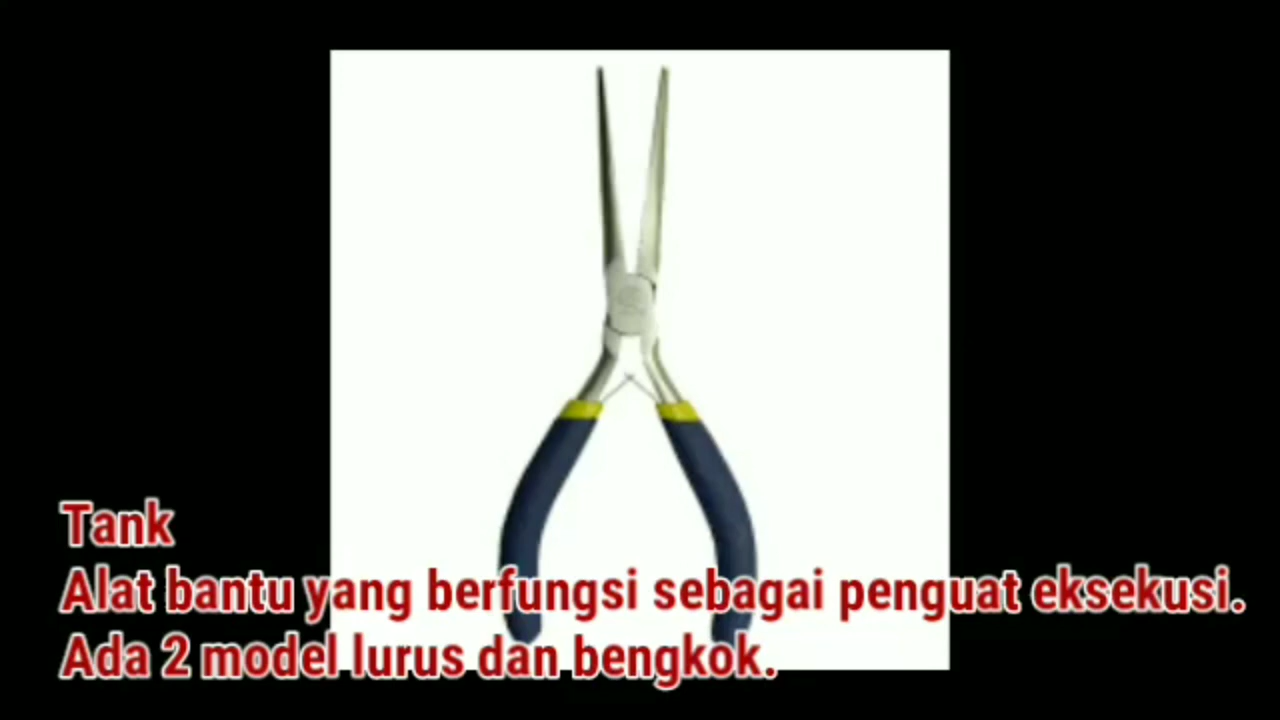 Tank
Alat bantu yang berfungsi sebagai penguat eksekusi.
Ada 2 model lurus dan bengkok.